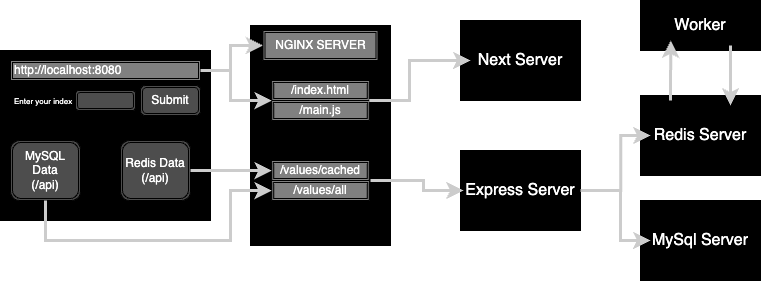 http://localhost:8080
Enter your index
Submit
MySQL
Data
(/api)
Redis Data
(/api)
NGINX SERVER
/index.html
/main.js
/values/cached
/values/all
Next Server
Express Server
Worker
Redis Server
MySql Server